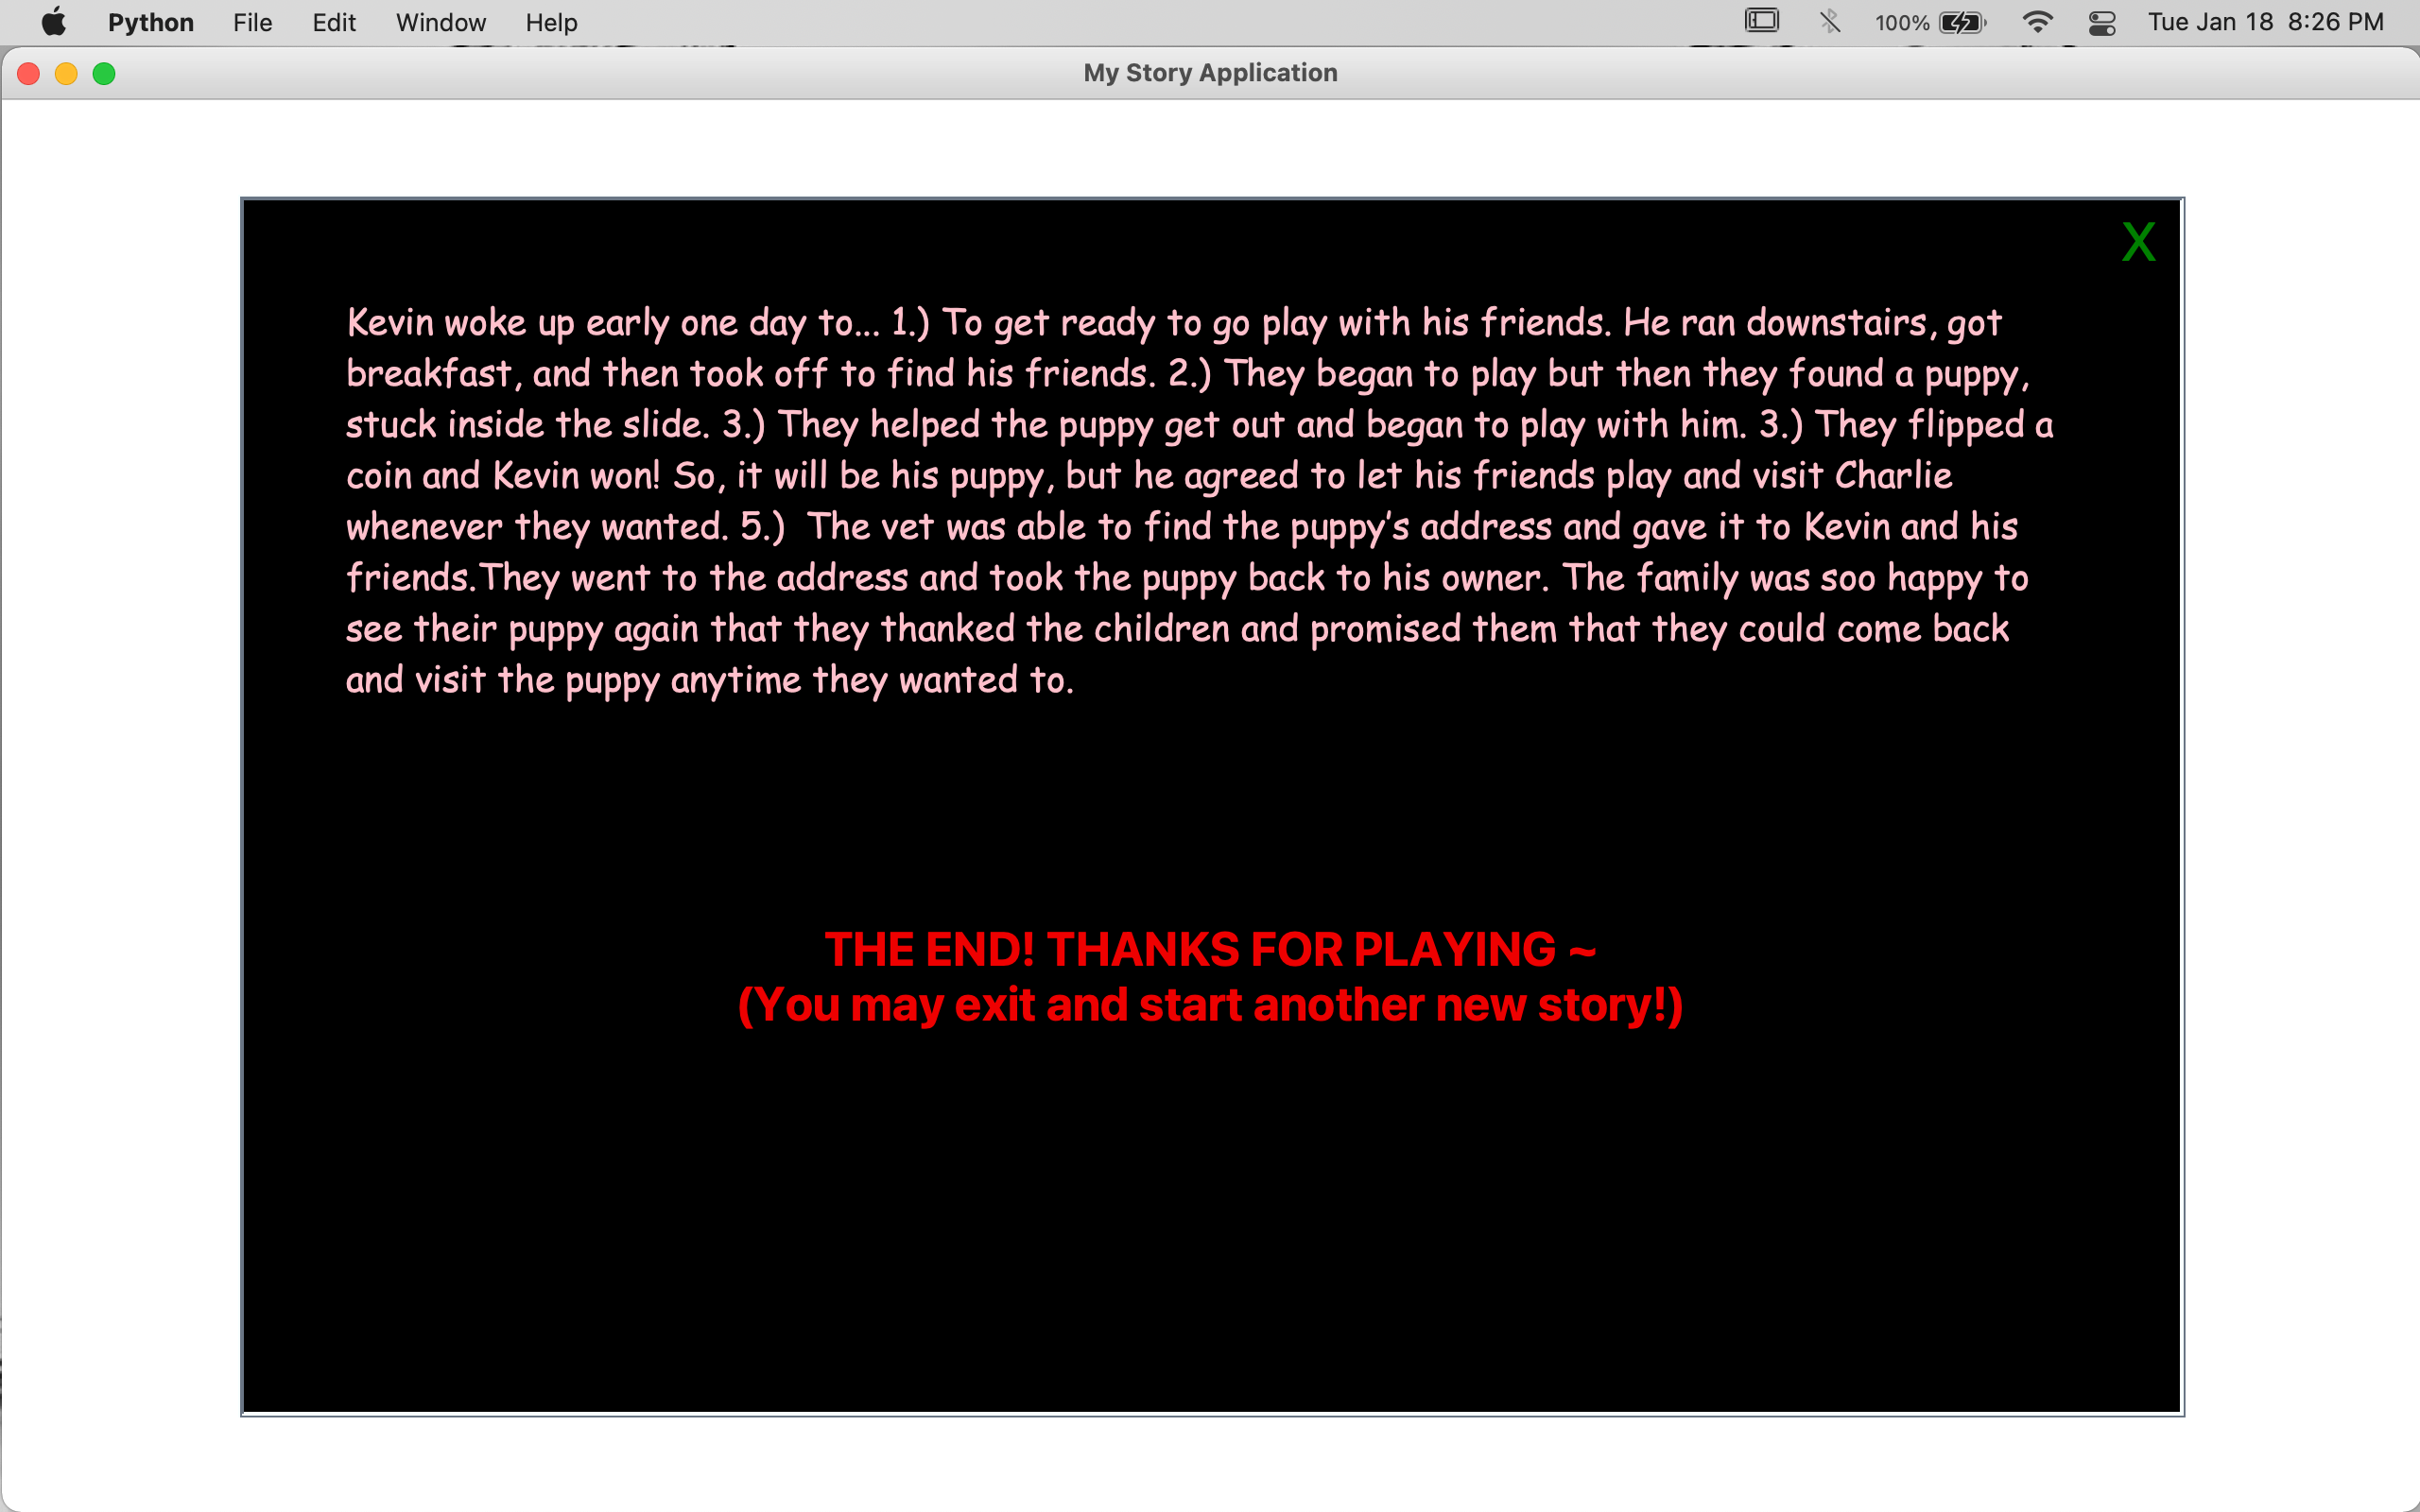 Python File Edit Window Help 100% Tue Jan 18 8:26 PM
My Story Application
X
Kevin woke up early one day to... 1.) To get ready to go play with his friends. He ran downstairs, got
breakfast, and then took off to find his friends. 2.) They began to play but then they found a puppy,
stuck inside the slide. 3.) They helped the puppy get out and began to play with him. 3.) They flipped a
coin and Kevin won! So, it will be his puppy, but he agreed to let his friends play and visit Charlie
whenever they wanted. 5.)  The vet was able to find the puppy's address and gave it to Kevin and his
friends.They went to the address and took the puppy back to his owner. The family was soo happy to
see their puppy again that they thanked the children and promised them that they could come back
and visit the puppy anytime they wanted to.
THE END! THANKS FOR PLAYING ~
(You may exit and start another new story!)